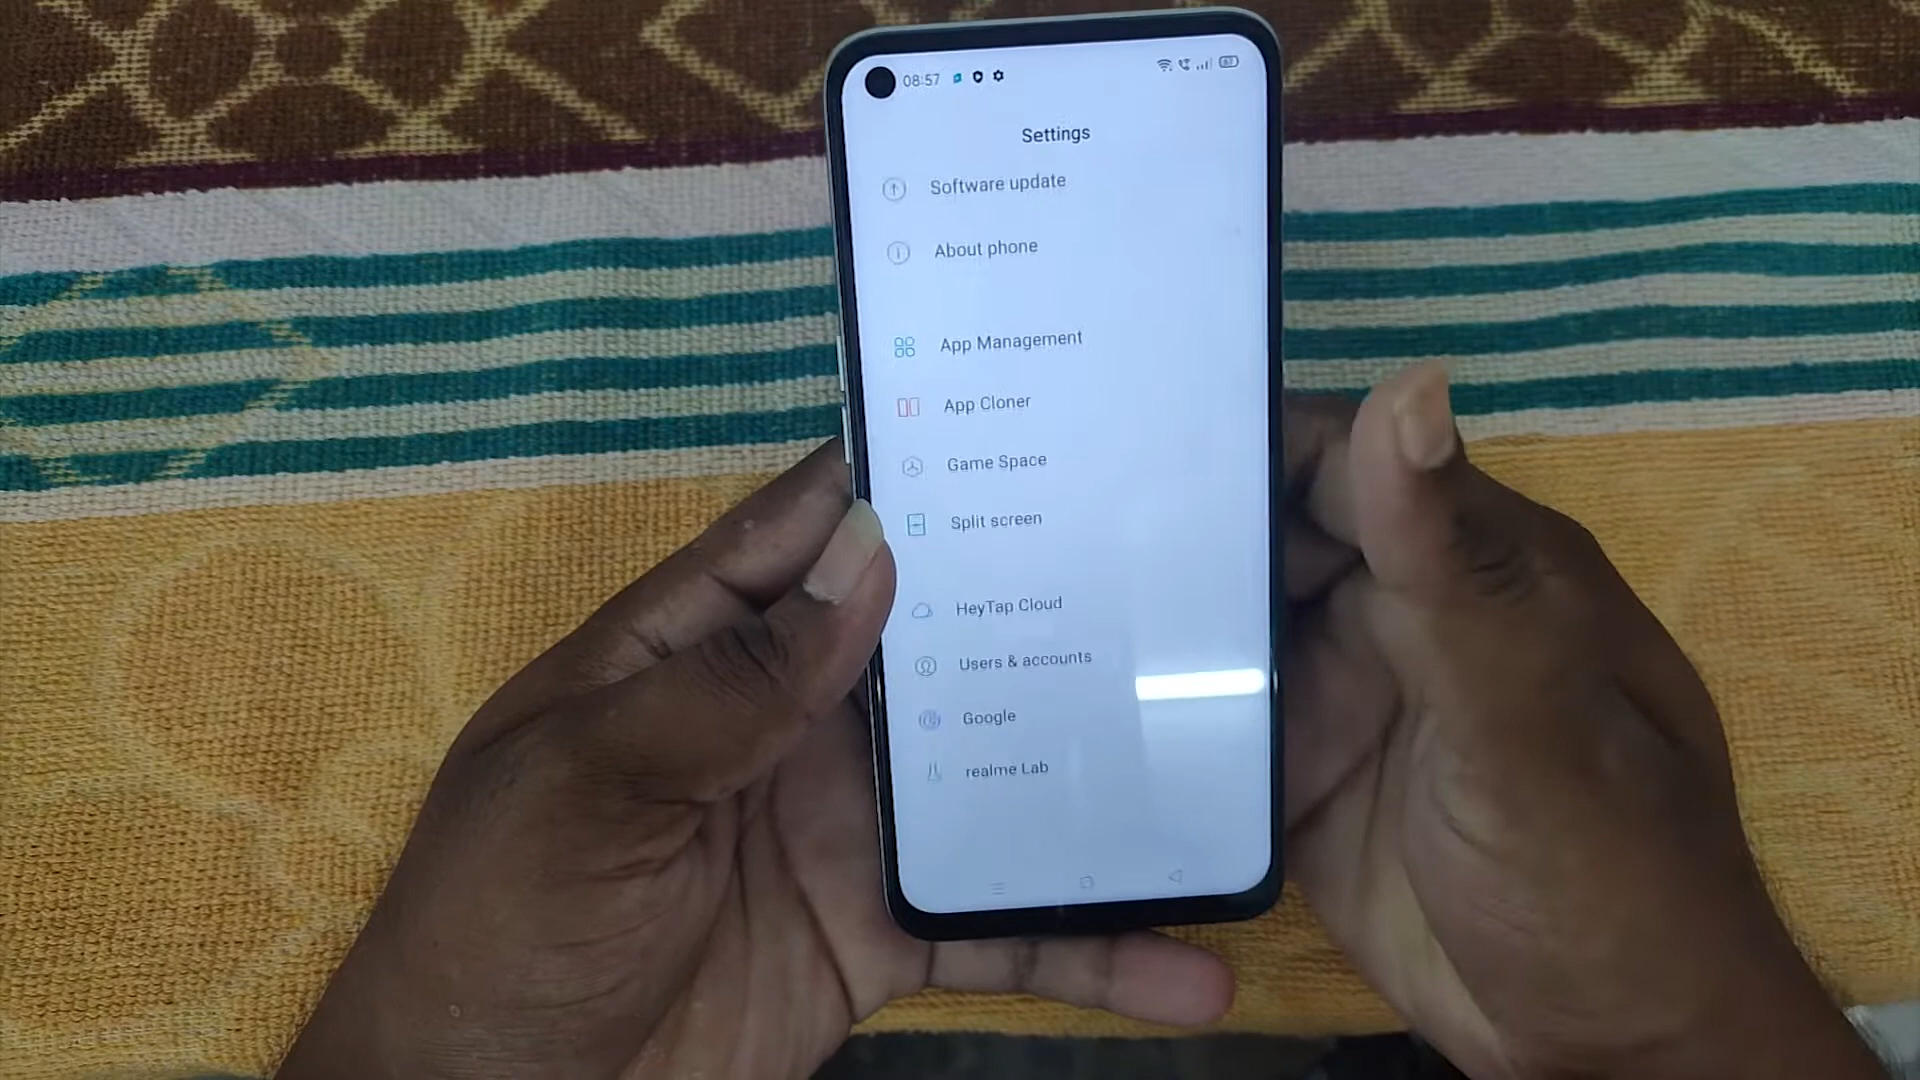 08:57
Settings
Software update
About phone
App Management
App Cloner
Game Space
Split screen
HeyTap Cloud
Users & accounts
Google
realme Lab